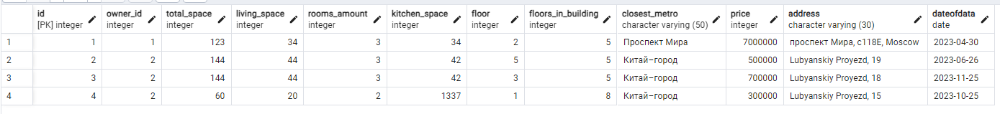 id owner_id total_space living_space rooms_amount kitchen_space floor floors_in_building closest_metro price address dateofdata
[PK] integer integer integer integer integer integer integer integer character varying (50) integer character varying (30) date
1 1 1 123 34 3 34 2 5 Проспект Мира 7000000 проспект Мира, с118Е, Moscow 2023-04-30
2 2 2 144 44 3 42 5 5 Китай–город 500000 Lubyanskiy Proyezd, 19 2023-06-26
3 3 2 144 44 3 42 3 5 Китай–город 700000 Lubyanskiy Proyezd, 18 2023-11-25
4 4 2 60 20 2 1337 1 8 Китай–город 300000 Lubyanskiy Proyezd, 15 2023-10-25